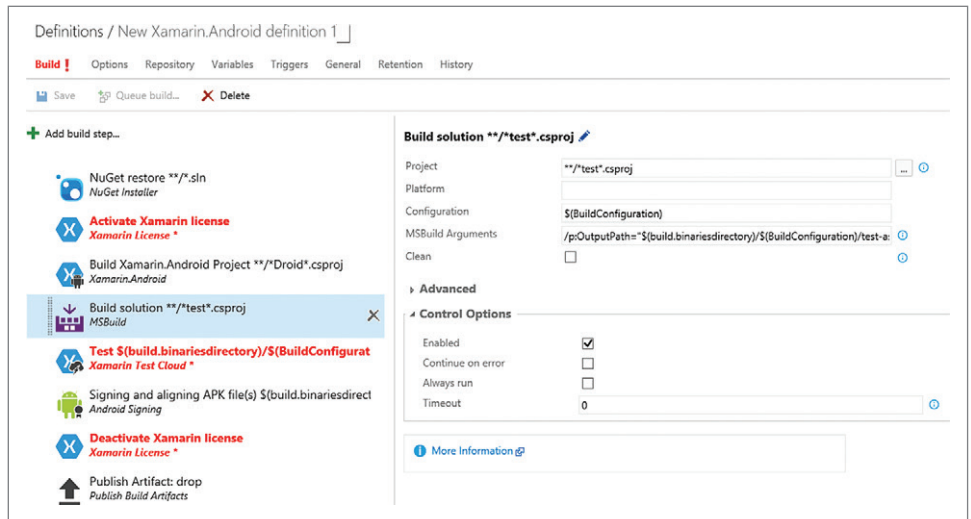 Definitions / New Xamarin.Android definition 1
Build ! Options Repository Variables Triggers General Retention History
Save Queue build... Delete
Add build step...
NuGet restore **/*.sln
NuGet Installer
Activate Xamarin license
Xamarin License *
Build Xamarin.Android Project **/*Droid*.csproj
Xamarin.Android
Build solution **/*test*.csproj
MSBuild
Test $(build.binariesdirectory)/$(BuildConfigurat
Xamarin Test Cloud *
Signing and aligning APK file(s) $(build.binariesdirect
Android Signing
Deactivate Xamarin license
Xamarin License *
Publish Artifact: drop
Publish Build Artifacts
Build solution **/*test*.csproj
Project **/*test*.csproj ...
Platform
Configuration $(BuildConfiguration)
MSBuild Arguments /p:OutputPath="$(build.binariesdirectory)/$(BuildConfiguration)/test-a
Clean
Advanced
Control Options
Enabled
Continue on error
Always run
Timeout 0
More Information